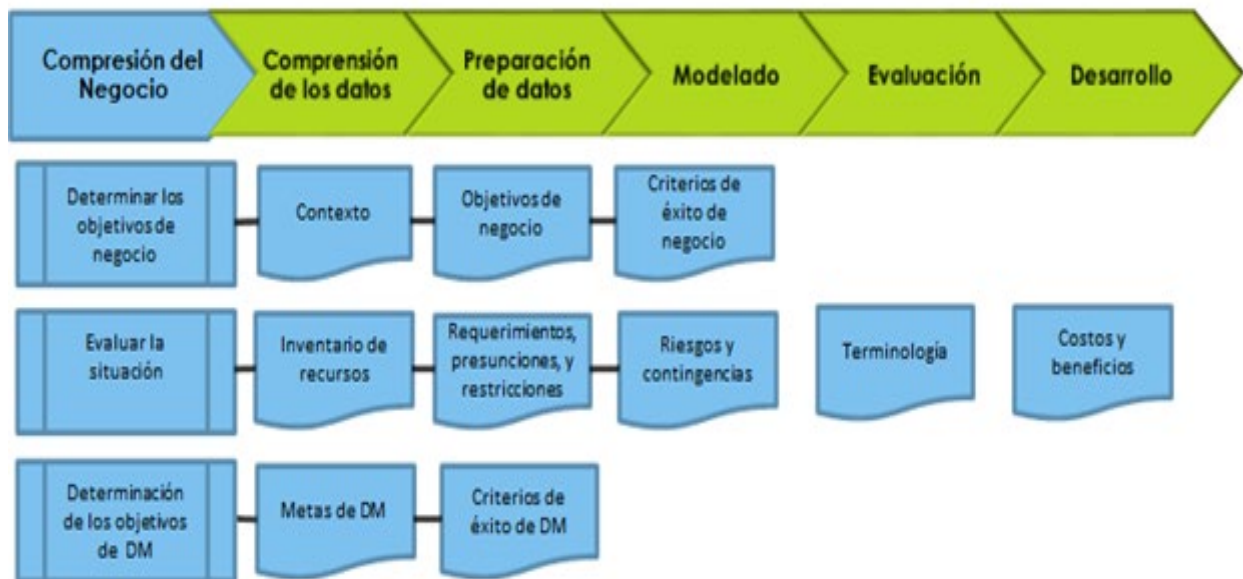 Compresión del
Negocio
Comprensión
de los datos
Preparación
de datos
Modelado
Evaluación
Desarrollo
Determinar los
objetivos de
negocio
Contexto
Objetivos de
negocio
Criterios de
éxito de
negocio
Evaluar la
situación
Inventario de
recursos
Requerimientos,
presunciones, y
restricciones
Riesgos y
contingencias
Terminología
Costos y
beneficios
Determinación
de los objetivos
de DM
Metas de DM
Criterios de
éxito de DM